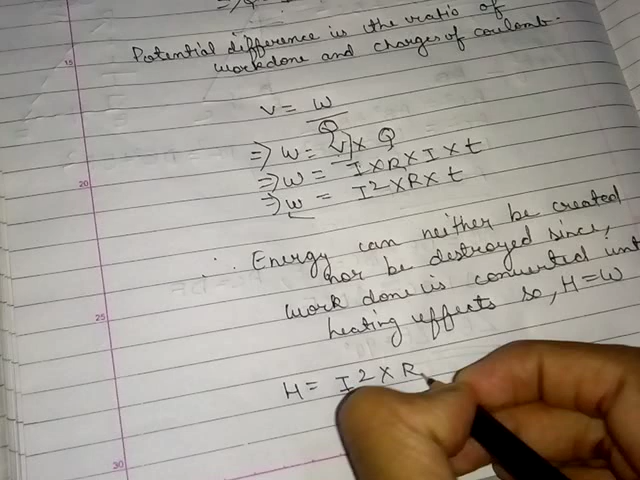 Potential difference is the ratio of
workdone and charges of coulomb.
V = W
Q
=> W = V × Q
=> W = I × R × I × t
=> W = I² × R × t
∴ Energy can neither be created
nor be destroyed since,
work done is converted int
heating effects so, H = W
H = I² × R
15
20
25
30